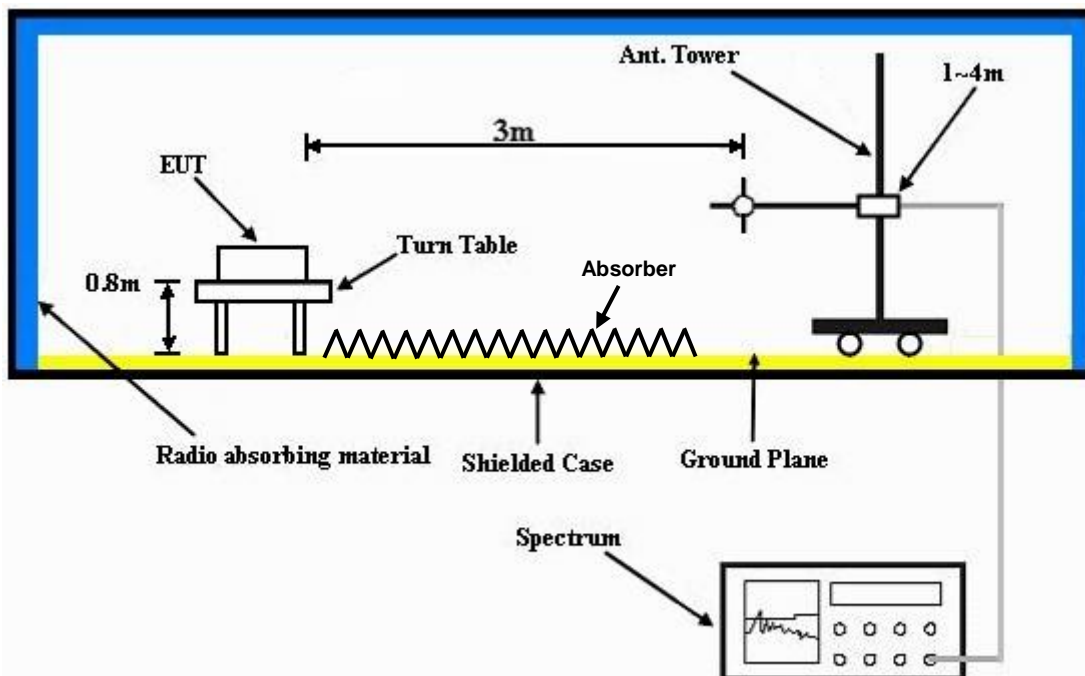 Ant. Tower
1~4m
3m
EUT
Turn Table
Absorber
0.8m
Radio absorbing material
Shielded Case
Ground Plane
Spectrum